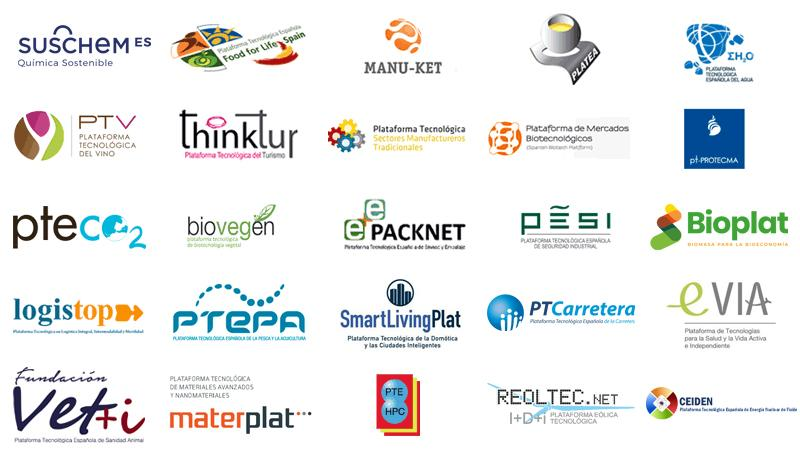 SUSCHEM ES
Química Sostenible
Plataforma Tecnológica Española
Food for Life-Spain
MANU-KET
PLATEA
ΣH₂O
PLATAFORMA
TECNOLÓGICA
ESPAÑOLA DEL AGUA
PTV
PLATAFORMA
TECNOLÓGICA
DEL VINO
thinktur
Plataforma Tecnológica del Turismo
Plataforma Tecnológica
Sectores Manufactureros
Tradicionales
Plataforma de Mercados
Biotecnológicos
(Spanish Biotech Platform)
pt-PROTECMA
pteco2
biovegen
plataforma tecnológica
de biotecnología vegetal
e e PACKNET
Plataforma Tecnológica Española de Envase y Embalaje
PESI
PLATAFORMA TECNOLÓGICA ESPAÑOLA
DE SEGURIDAD INDUSTRIAL
Bioplat
BIOMASA PARA LA BIOECONOMÍA
logistop
Plataforma Tecnológica en Logística Integral, Intermodalidad y Movilidad
PTEPA
PLATAFORMA TECNOLÓGICA ESPAÑOLA DE LA PESCA Y LA ACUICULTURA
SmartLivingPlat
Plataforma Tecnológica de la Domótica
y las Ciudades Inteligentes
PTCarretera
Plataforma Tecnológica Española de la Carretera
eVIA
Plataforma de Tecnologías
para la Salud y la Vida Activa
e Independiente
Fundación
Vet+i
Plataforma Tecnológica Española de Sanidad Animal
PLATAFORMA TECNOLÓGICA
DE MATERIALES AVANZADOS
Y NANOMATERIALES
materplat
PTE
HPC
REOLTEC.NET
I+D+i PLATAFORMA EÓLICA
TECNOLÓGICA
CEIDEN
Plataforma Tecnológica Española de Energía Nuclear de Fisión